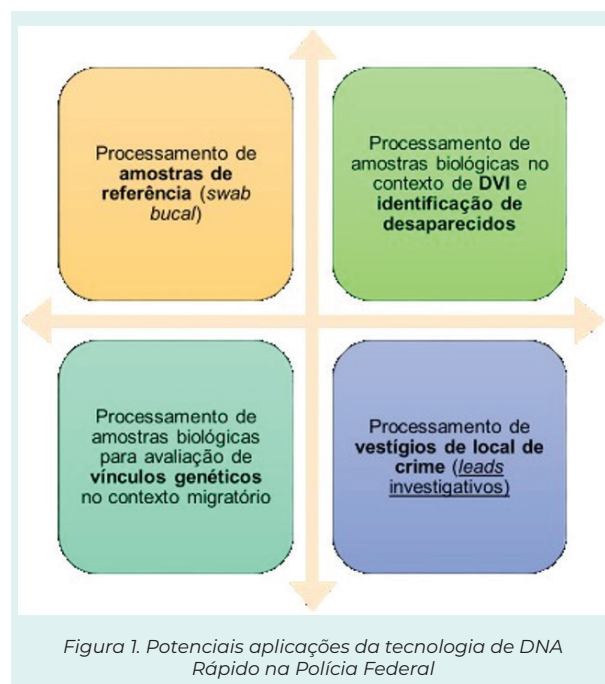 Processamento de
amostras de
referência (swab
bucal)
Processamento de
amostras biológicas no
contexto de DVI e
identificação de
desaparecidos
Processamento de
amostras biológicas
para avaliação de
vínculos genéticos
no contexto migratório
Processamento de
vestígios de local de
crime (leads
investigativos)
Figura 1. Potenciais aplicações da tecnologia de DNA
Rápido na Polícia Federal